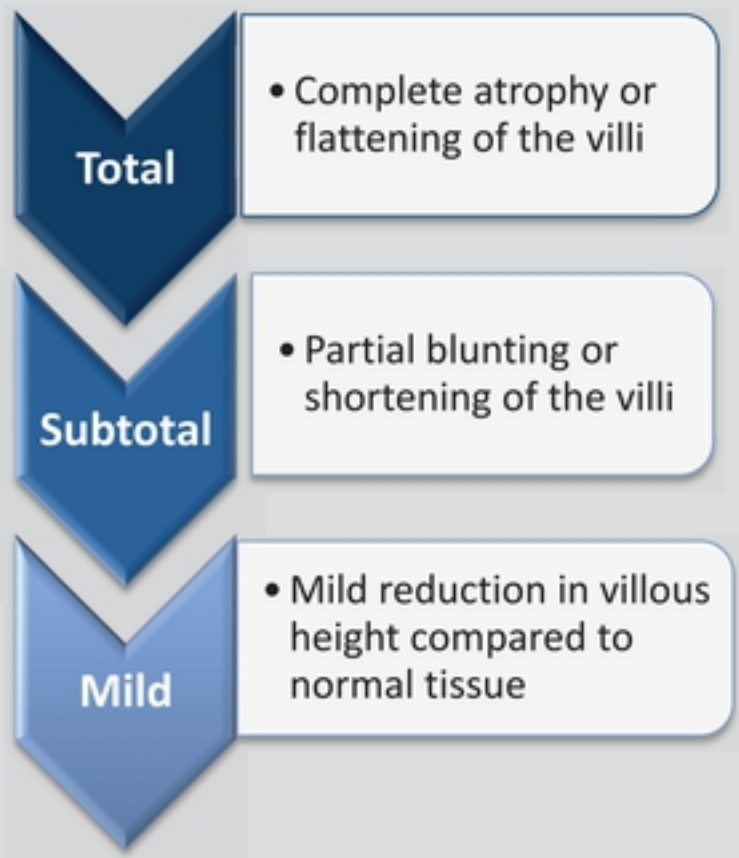 Total
• Complete atrophy or
flattening of the villi
Subtotal
• Partial blunting or
shortening of the villi
Mild
• Mild reduction in villous
height compared to
normal tissue